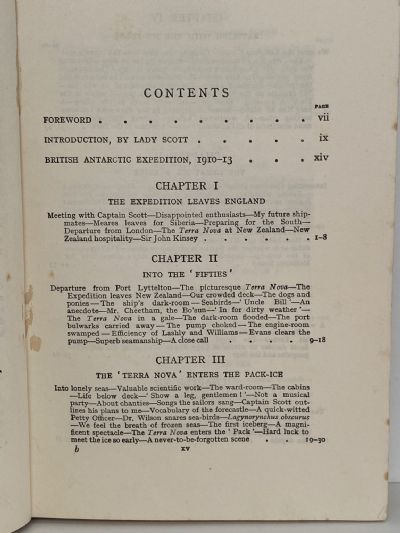 CONTENTS
PAGE
FOREWORD . . . . . . . . . vii
INTRODUCTION, BY LADY SCOTT . . . . . ix
BRITISH ANTARCTIC EXPEDITION, 1910-13 . . . xiv
CHAPTER I
THE EXPEDITION LEAVES ENGLAND
Meeting with Captain Scott—Disappointed enthusiasts—My future ship-
mates—Meares leaves for Siberia—Preparing for the South—
Departure from London—The Terra Nova at New Zealand—New
Zealand hospitality—Sir John Kinsey . . . . . . 1-8
CHAPTER II
INTO THE 'FIFTIES'
Departure from Port Lyttelton—The picturesque Terra Nova—The
Expedition leaves New Zealand—Our crowded deck—The dogs and
ponies—The ship's dark-room—Seabirds—' Uncle Bill '—An
anecdote—Mr. Cheetham, the Bo'sun—' In for dirty weather '—
The Terra Nova in a gale—The dark-room flooded—The port
bulwarks carried away—The pump choked—The engine-room
swamped—Efficiency of Lashly and Williams—Evans clears the
pump—Superb seamanship—A close call . . . . . 9-18
CHAPTER III
THE 'TERRA NOVA' ENTERS THE PACK-ICE
Into lonely seas—Valuable scientific work—The ward-room—The cabins
—Life below deck—' Show a leg, gentlemen ! '—Not a musical
party—About chanties—Songs the sailors sang—Captain Scott out-
lines his plans to me—Vocabulary of the forecastle—A quick-witted
Petty Officer—Dr. Wilson snares sea-birds—Lagynorynchus obscurus
—We feel the breath of frozen seas—The first iceberg—A mag-
nificent spectacle—The Terra Nova enters the ' Pack '—Hard luck to
meet the ice so early—A never-to-be-forgotten scene . . 19-30
b xv